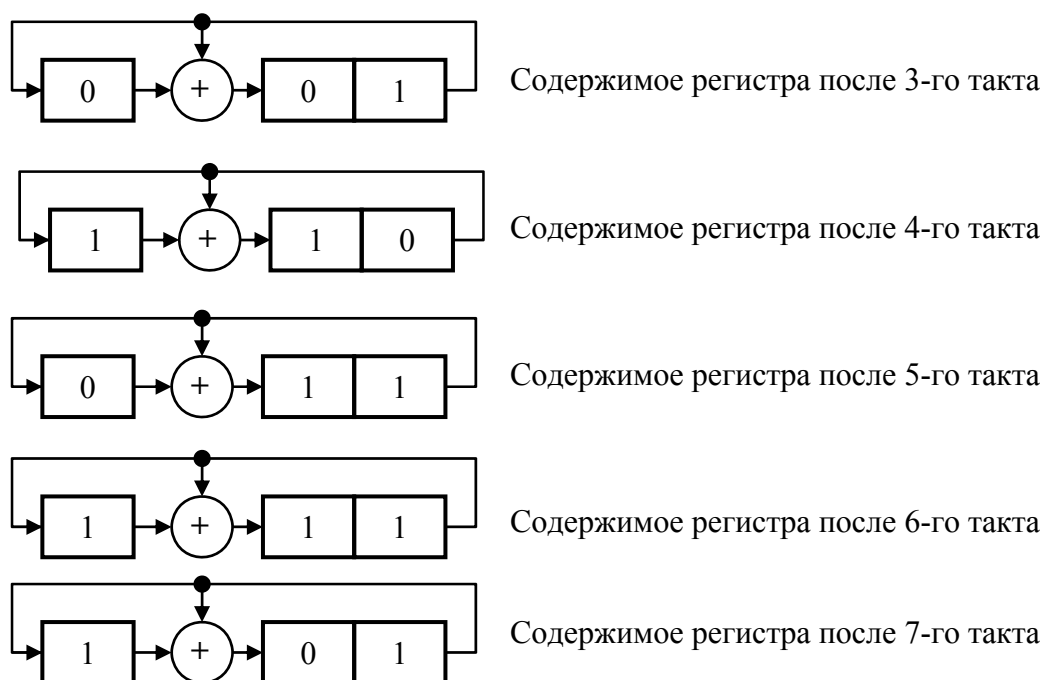 0 + 0 1 Содержимое регистра после 3-го такта
1 + 1 0 Содержимое регистра после 4-го такта
0 + 1 1 Содержимое регистра после 5-го такта
1 + 1 1 Содержимое регистра после 6-го такта
1 + 0 1 Содержимое регистра после 7-го такта